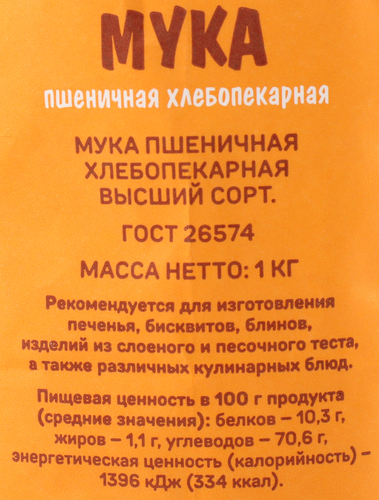 МУКА
пшеничная хлебопекарная
МУКА ПШЕНИЧНАЯ
ХЛЕБОПЕКАРНАЯ
ВЫСШИЙ СОРТ.
ГОСТ 26574
МАССА НЕТТО: 1 КГ
Рекомендуется для изготовления
печенья, бисквитов, блинов,
изделий из слоеного и песочного теста,
а также различных кулинарных блюд.
Пищевая ценность в 100 г продукта
(средние значения): белков – 10,3 г,
жиров – 1,1 г, углеводов – 70,6 г,
энергетическая ценность (калорийность) –
1396 кДж (334 ккал).